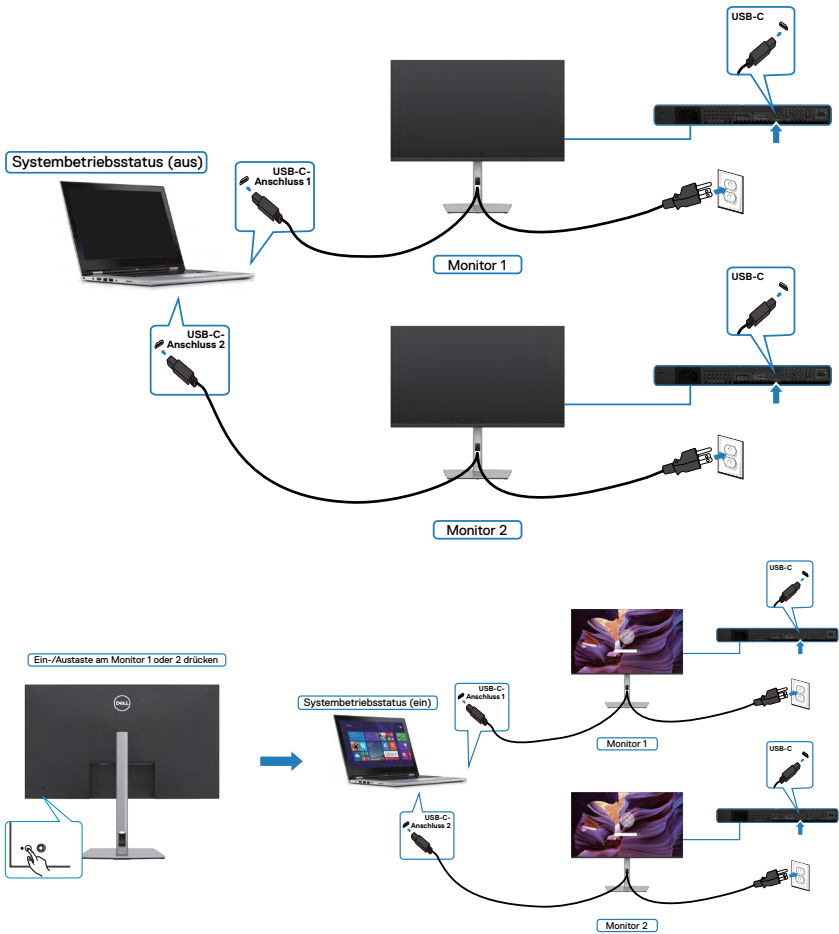 USB-C
Systembetriebsstatus (aus)
USB-C-
Anschluss 1
Monitor 1
USB-C
USB-C-
Anschluss 2
Monitor 2
USB-C
Ein-/Austaste am Monitor 1 oder 2 drücken
DELL
Systembetriebsstatus (ein)
USB-C-
Anschluss 1
Monitor 1
USB-C
USB-C-
Anschluss 2
Monitor 2